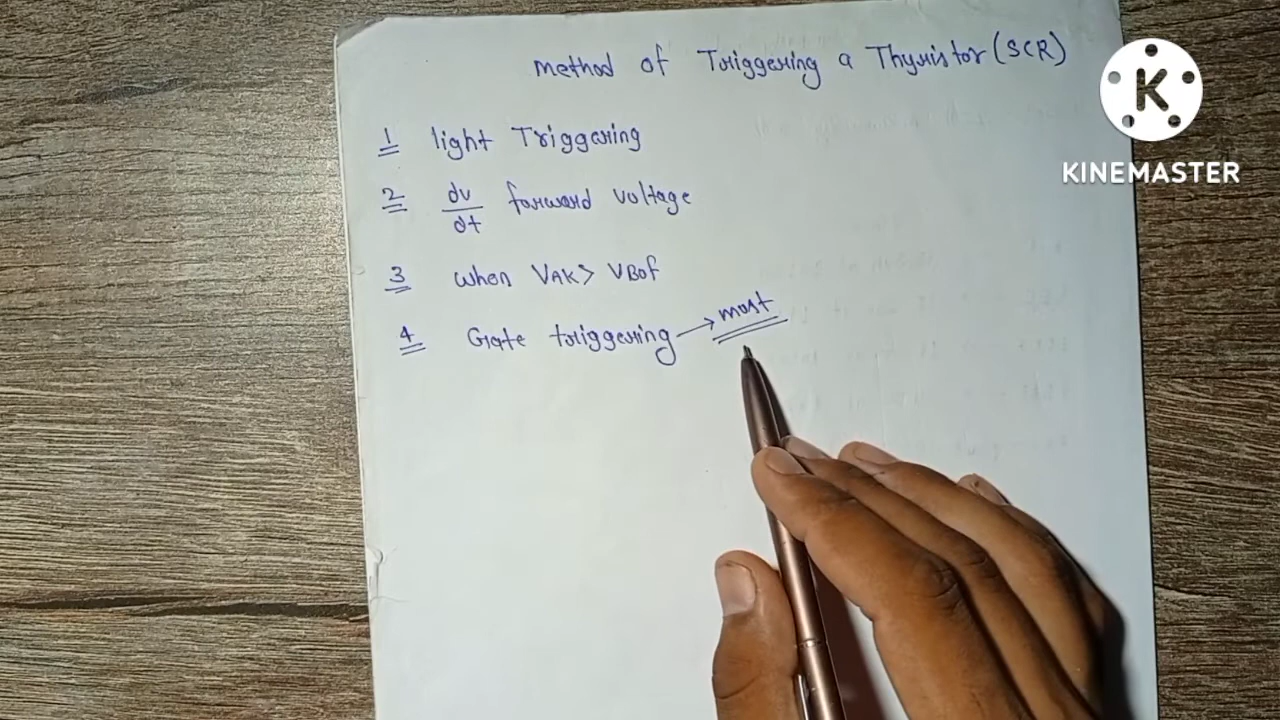 Method of Triggering a Thyristor (SCR)
1 light Triggering
2 dv/dt forward voltage
3 when VAK > VBof
4 Gate triggering → most
K
KINEMASTER